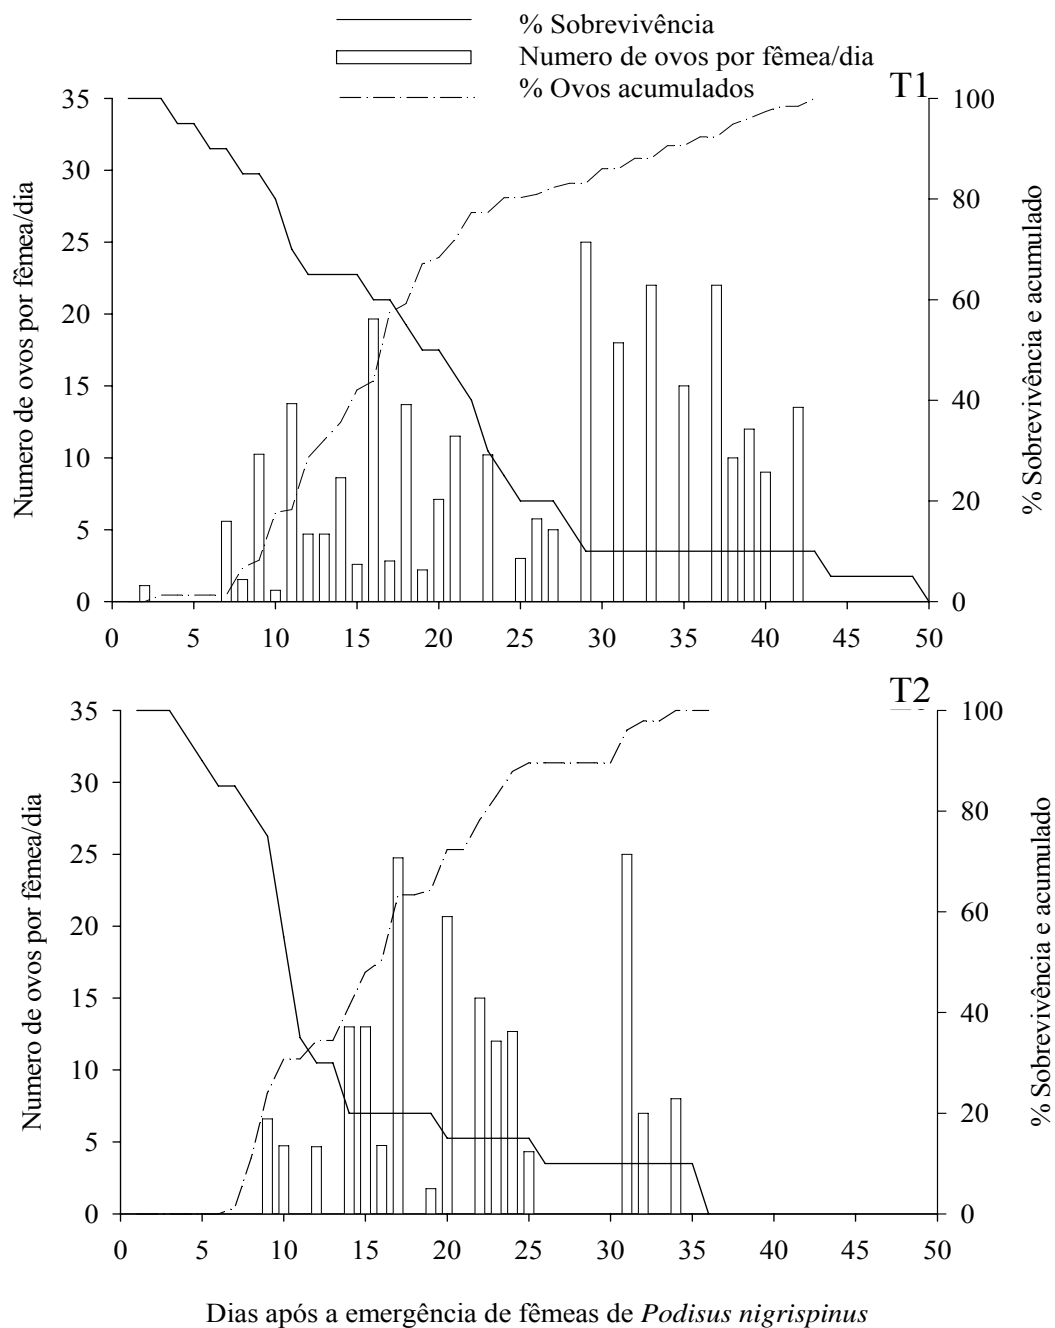 % Sobrevivência
Numero de ovos por fêmea/dia
% Ovos acumulados
T1
35
30
25
20
15
10
5
0
Numero de ovos por fêmea/dia
100
80
60
40
20
0
% Sobrevivência e acumulado
0 5 10 15 20 25 30 35 40 45 50
T2
35
30
25
20
15
10
5
0
Numero de ovos por fêmea/dia
100
80
60
40
20
0
% Sobrevivência e acumulado
0 5 10 15 20 25 30 35 40 45 50
Dias após a emergência de fêmeas de Podisus nigrispinus